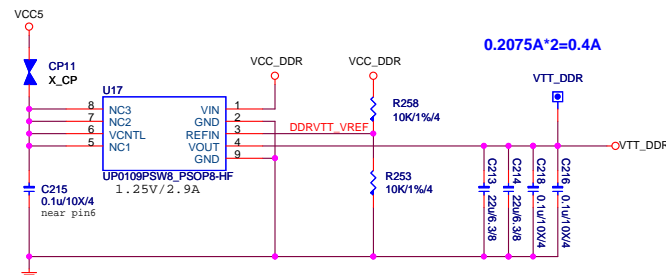 VCC5
0.2075A*2=0.4A
CP11
X_CP
VCC_DDR
VCC_DDR
VTT_DDR
U17
8 NC3 VIN 1
7 NC2 GND 2
6 VCNTL REFIN 3
5 NC1 VOUT 4
GND 9
DDRVTT_VREF
R258
10K/1%/4
VTT_DDR
UP0109PSW8_PSOP8-HF
1.25V/2.9A
C215
0.1u/10X/4
near pin6
R253
10K/1%/4
C213
22u/6.3/8
C214
22u/6.3/8
C218
0.1u/10X/4
C216
0.1u/10X/4